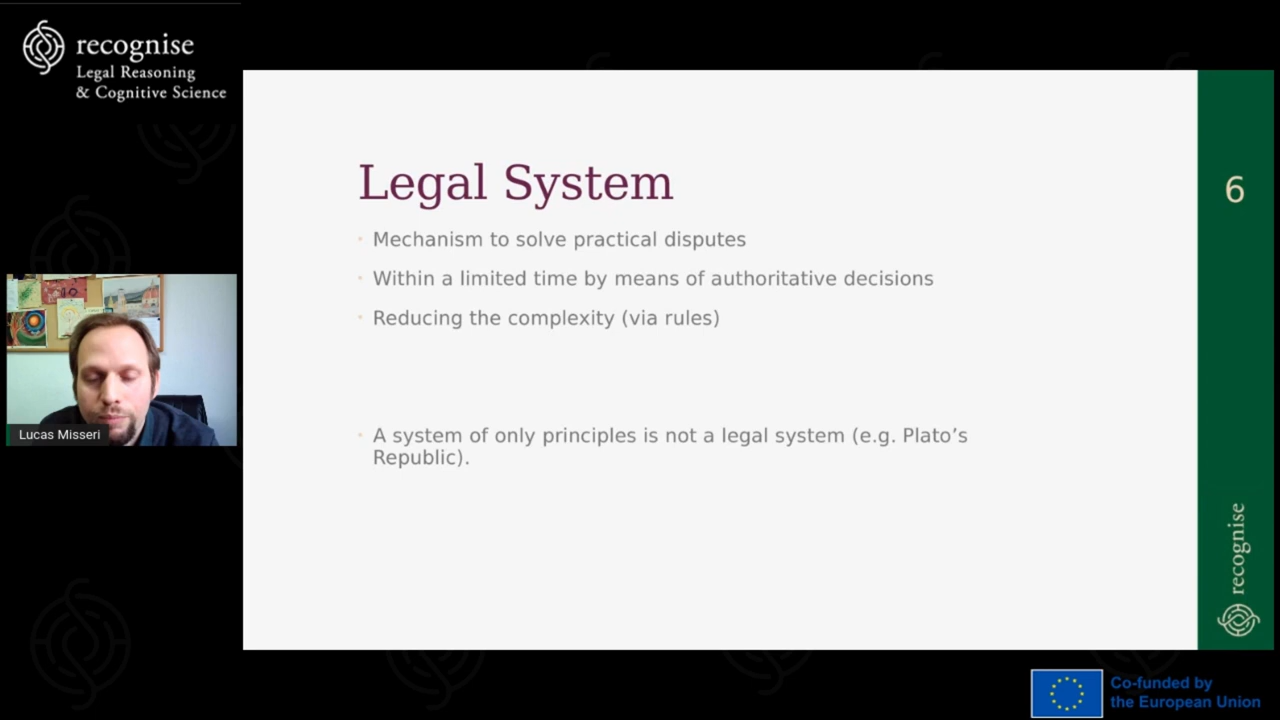 recognise
Legal Reasoning
& Cognitive Science
Legal System
6
• Mechanism to solve practical disputes
• Within a limited time by means of authoritative decisions
• Reducing the complexity (via rules)
• A system of only principles is not a legal system (e.g. Plato’s
Republic).
Lucas Misseri
recognise
Co-funded by
the European Union